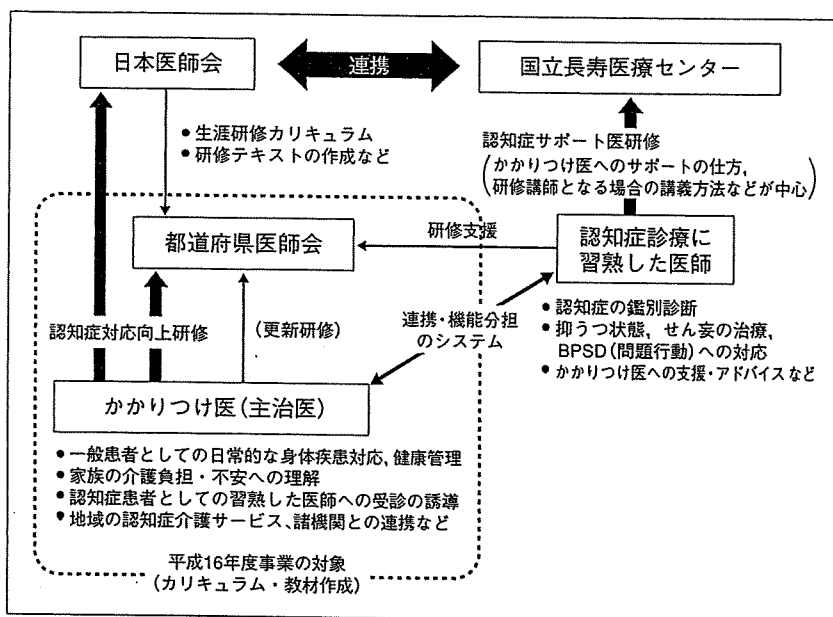 日本医師会
連携
国立長寿医療センター
● 生涯研修カリキュラム
● 研修テキストの作成など
認知症サポート医研修
(かかりつけ医へのサポートの仕方,
研修講師となる場合の講義方法などが中心)
都道府県医師会
研修支援
認知症診療に
習熟した医師
認知症対応向上研修
(更新研修)
連携・機能分担
のシステム
● 認知症の鑑別診断
● 抑うつ状態, せん妄の治療,
BPSD(問題行動)への対応
● かかりつけ医への支援・アドバイスなど
かかりつけ医(主治医)
● 一般患者としての日常的な身体疾患対応, 健康管理
● 家族の介護負担・不安への理解
● 認知症患者としての習熟した医師への受診の誘導
● 地域の認知症介護サービス、諸機関との連携など
平成16年度事業の対象
(カリキュラム・教材作成)